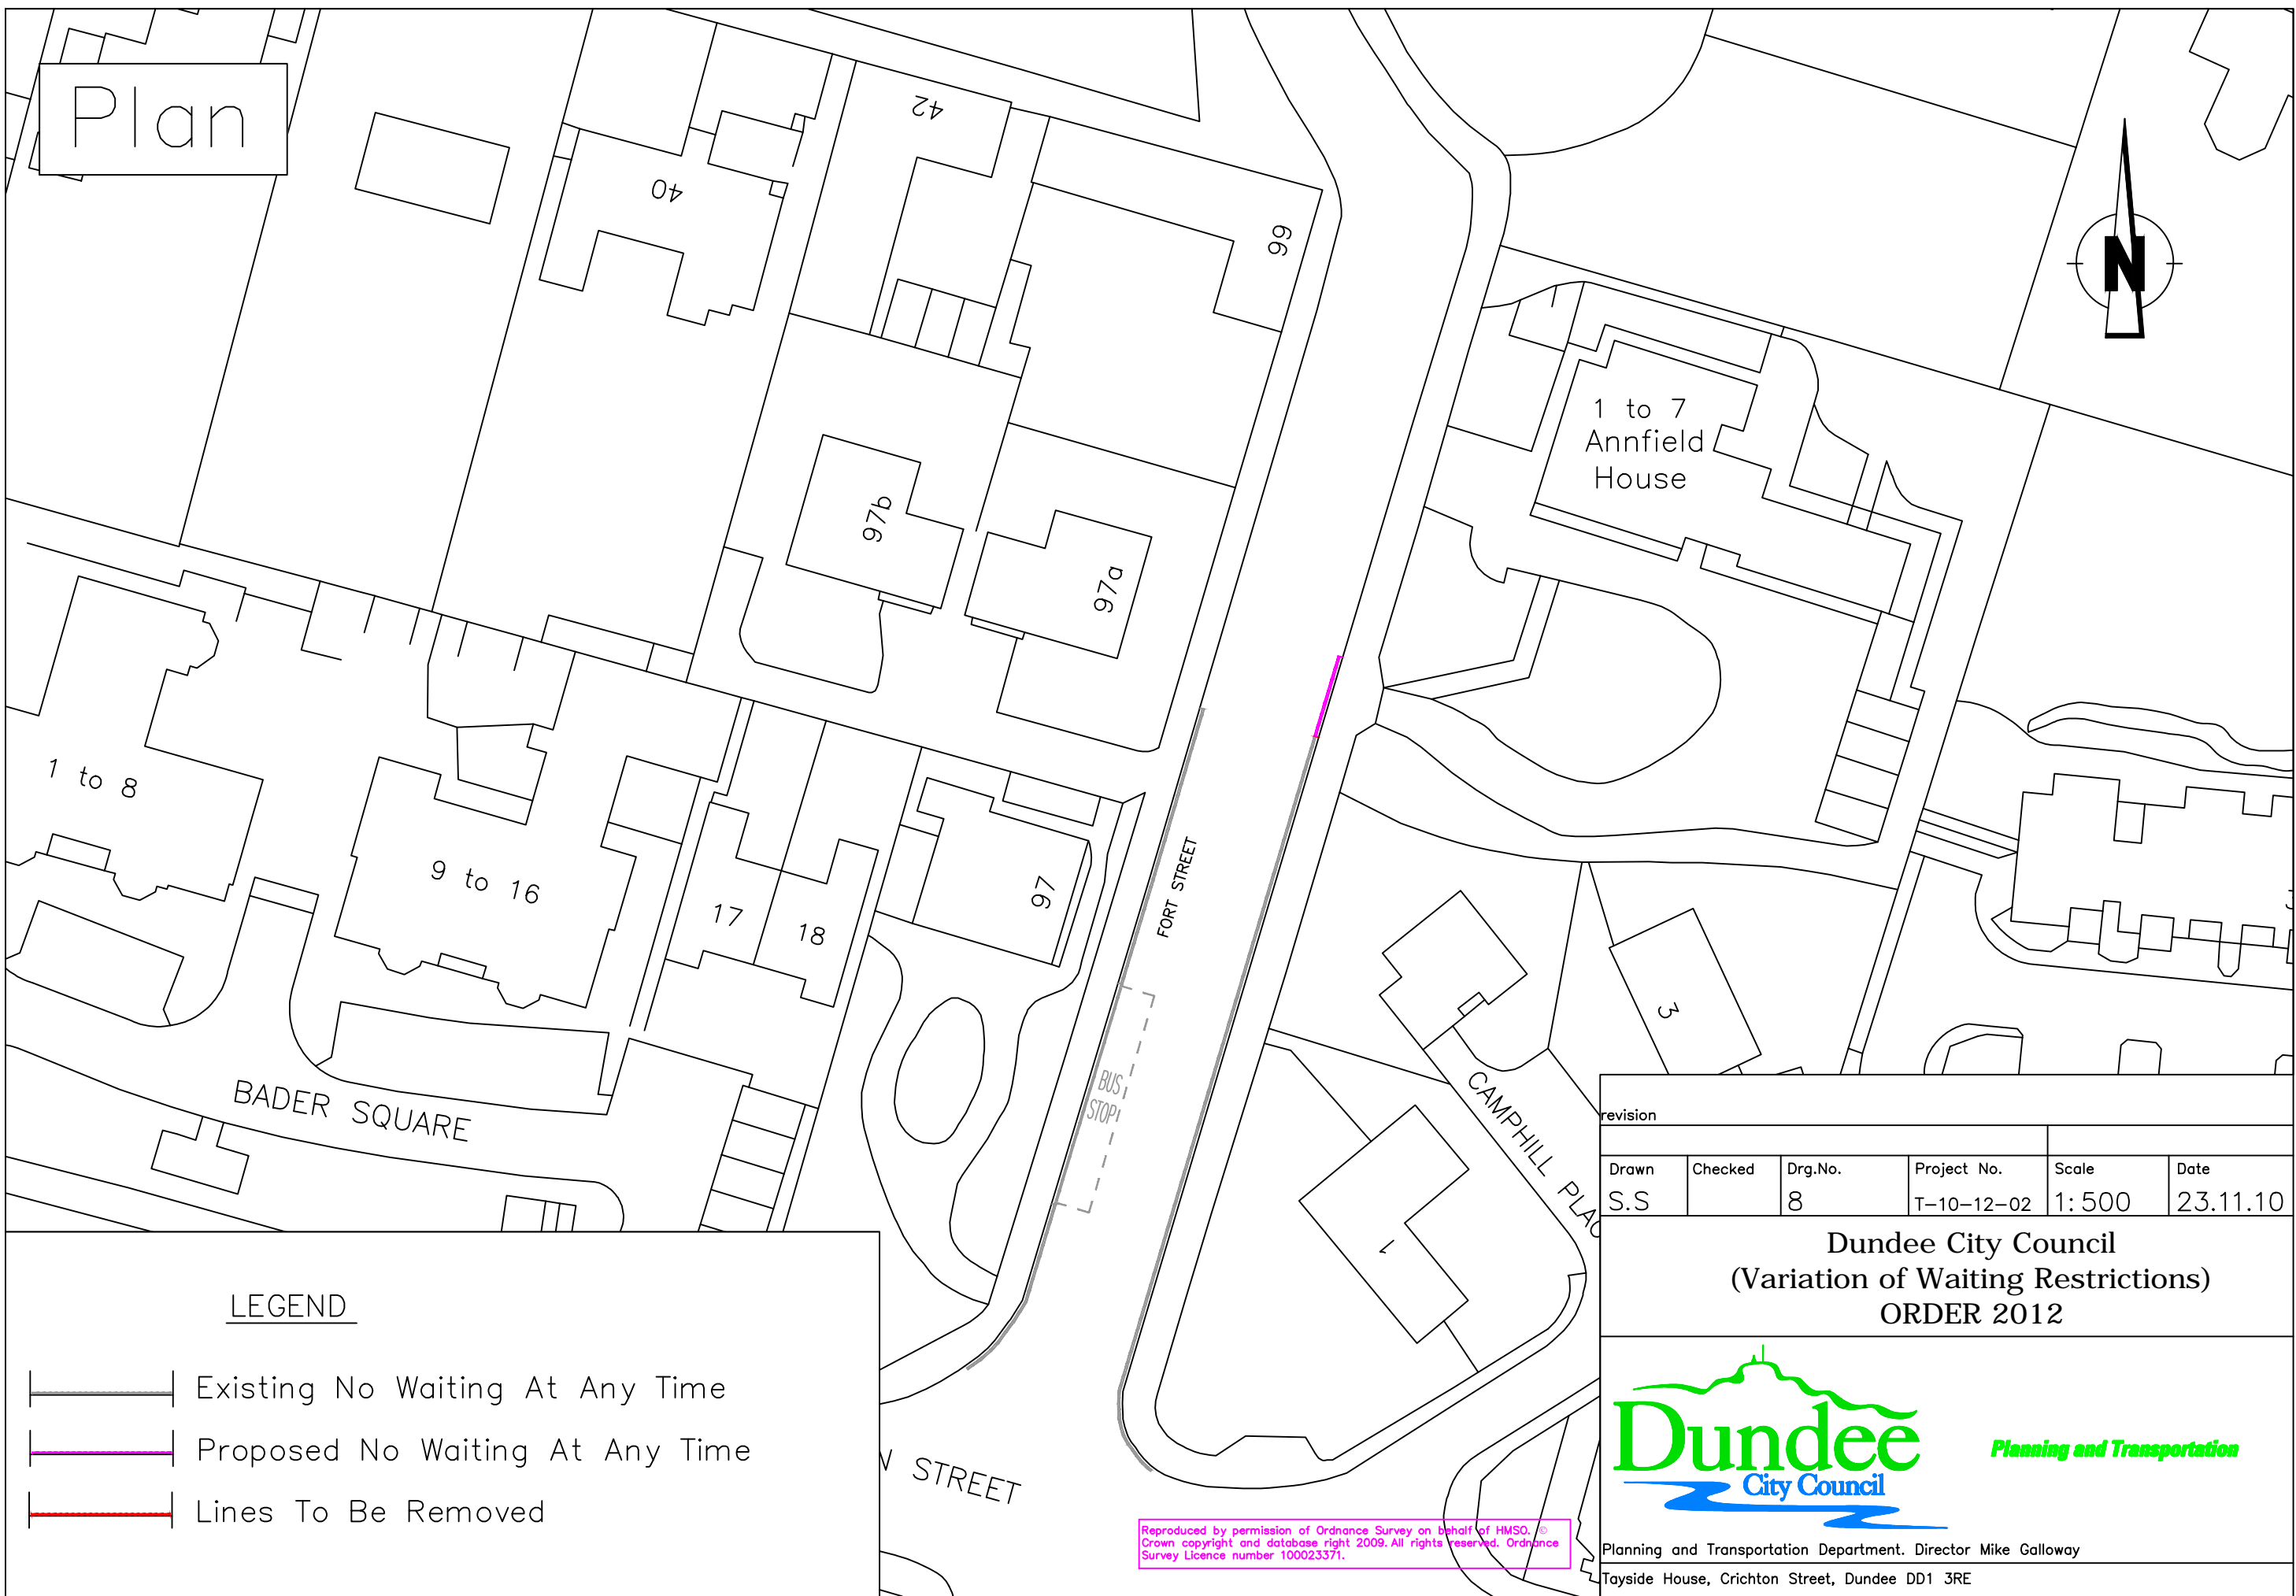 Plan
42
40
99
N
1 to 7
Annfield
House
97b
97a
1 to 8
9 to 16
17
18
97
FORT STREET
3
BUS
STOP
BADER SQUARE
CAMPHILL
1
STREET
LEGEND
Existing No Waiting At Any Time
Proposed No Waiting At Any Time
Lines To Be Removed
Reproduced by permission of Ordnance Survey on behalf of HMSO. ©
Crown copyright and database right 2009. All rights reserved. Ordnance
Survey Licence number 100023371.
revision
Drawn Checked Drg.No. Project No. Scale Date
S.S 8 T-10-12-02 1:500 23.11.10
Dundee City Council
(Variation of Waiting Restrictions)
ORDER 2012
Dundee
City Council
Planning and Transportation
Planning and Transportation Department. Director Mike Galloway
Tayside House, Crichton Street, Dundee DD1 3RE